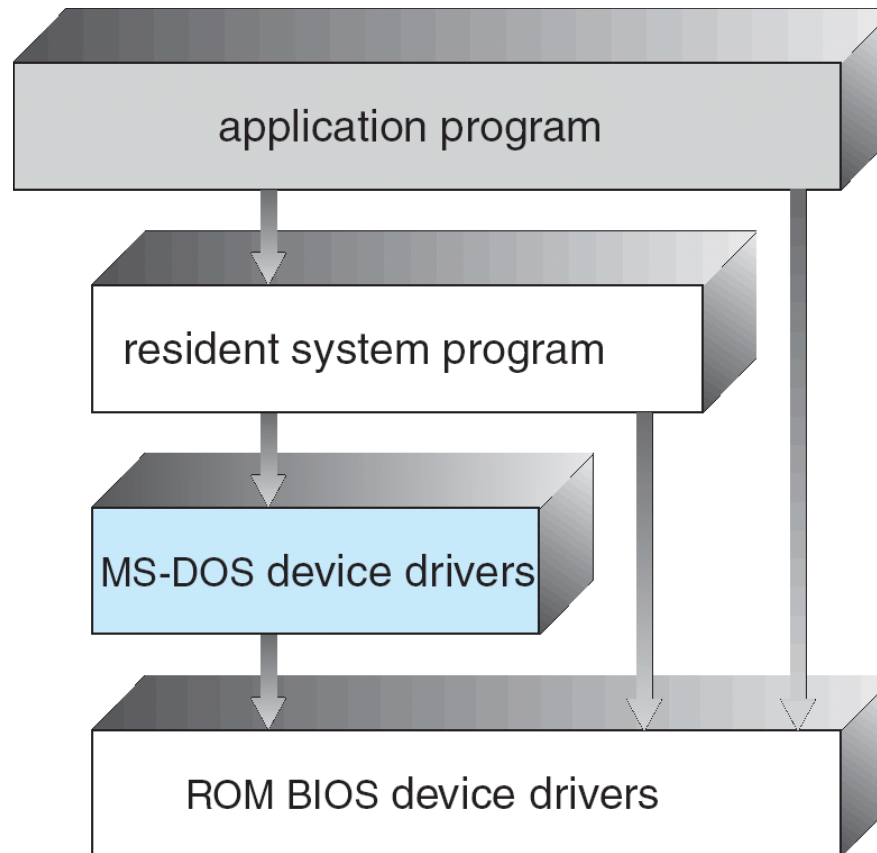 application program
resident system program
MS-DOS device drivers
ROM BIOS device drivers